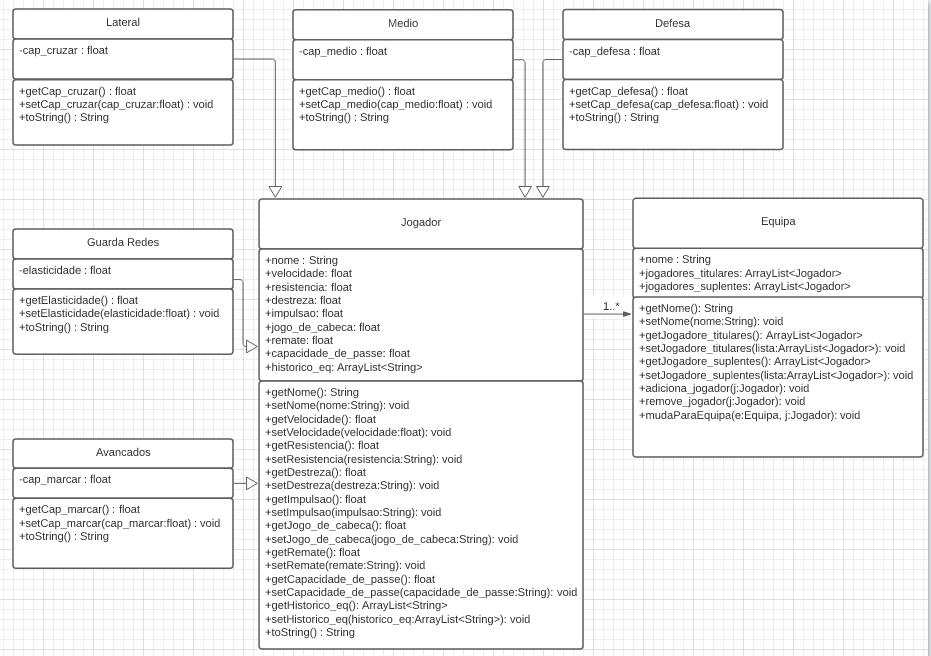 Lateral
-cap_cruzar : float
+getCap_cruzar() : float
+setCap_cruzar(cap_cruzar:float) : void
+toString() : String
Medio
-cap_medio : float
+getCap_medio() : float
+setCap_medio(cap_medio:float) : void
+toString() : String
Defesa
-cap_defesa : float
+getCap_defesa() : float
+setCap_defesa(cap_defesa:float) : void
+toString() : String
Guarda Redes
-elasticidade : float
+getElasticidade() : float
+setElasticidade(elasticidade:float) : void
+toString() : String
Avancados
-cap_marcar : float
+getCap_marcar() : float
+setCap_marcar(cap_marcar:float) : void
+toString() : String
Jogador
+nome : String
+velocidade: float
+resistencia: float
+destreza: float
+impulsao: float
+jogo_de_cabeca: float
+remate: float
+capacidade_de_passe: float
+historico_eq: ArrayList<String>
+getNome(): String
+setNome(nome:String): void
+getVelocidade(): float
+setVelocidade(velocidade:float): void
+getResistencia(): float
+setResistencia(resistencia:String): void
+getDestreza(): float
+setDestreza(destreza:String): void
+getImpulsao(): float
+setImpulsao(impulsao:String): void
+getJogo_de_cabeca(): float
+setJogo_de_cabeca(jogo_de_cabeca:String): void
+getRemate(): float
+setRemate(remate:String): void
+getCapacidade_de_passe(): float
+setCapacidade_de_passe(capacidade_de_passe:String): void
+getHistorico_eq(): ArrayList<String>
+setHistorico_eq(historico_eq:ArrayList<String>): void
+toString() : String
1..*
Equipa
+nome : String
+jogadores_titulares: ArrayList<Jogador>
+jogadores_suplentes: ArrayList<Jogador>
+getNome(): String
+setNome(nome:String): void
+getJogadore_titulares(): ArrayList<Jogador>
+setJogadore_titulares(lista:ArrayList<Jogador>): void
+getJogadore_suplentes(): ArrayList<Jogador>
+setJogadore_suplentes(lista:ArrayList<Jogador>): void
+adiciona_jogador(j:Jogador): void
+remove_jogador(j:Jogador): void
+mudaParaEquipa(e:Equipa, j:Jogador): void